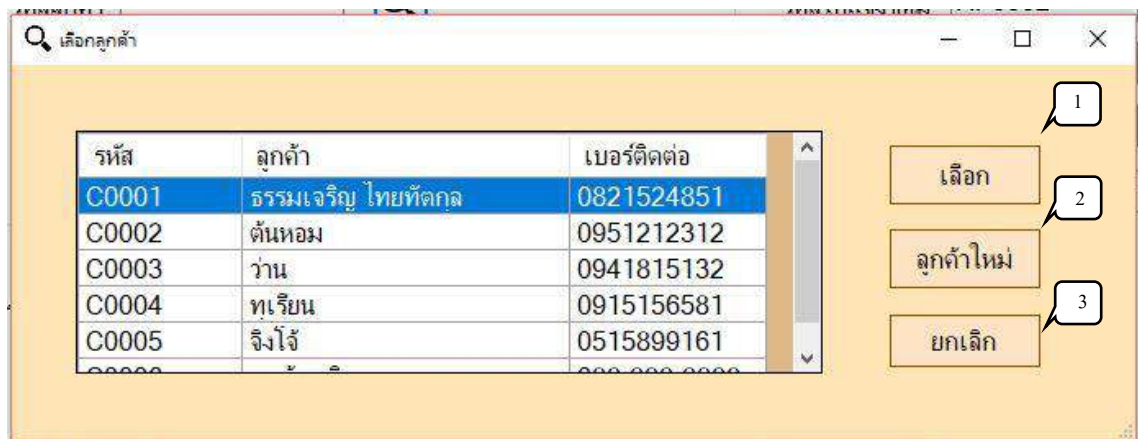 เลือกลูกค้า
รหัส ลูกค้า เบอร์ติดต่อ
C0001 ธรรมเจริญ ไทยทัตกุล 0821524851
C0002 ต้นหอม 0951212312
C0003 ว่าน 0941815132
C0004 ทุเรียน 0915156581
C0005 จิงโจ้ 0515899161
1
เลือก
2
ลูกค้าใหม่
3
ยกเลิก